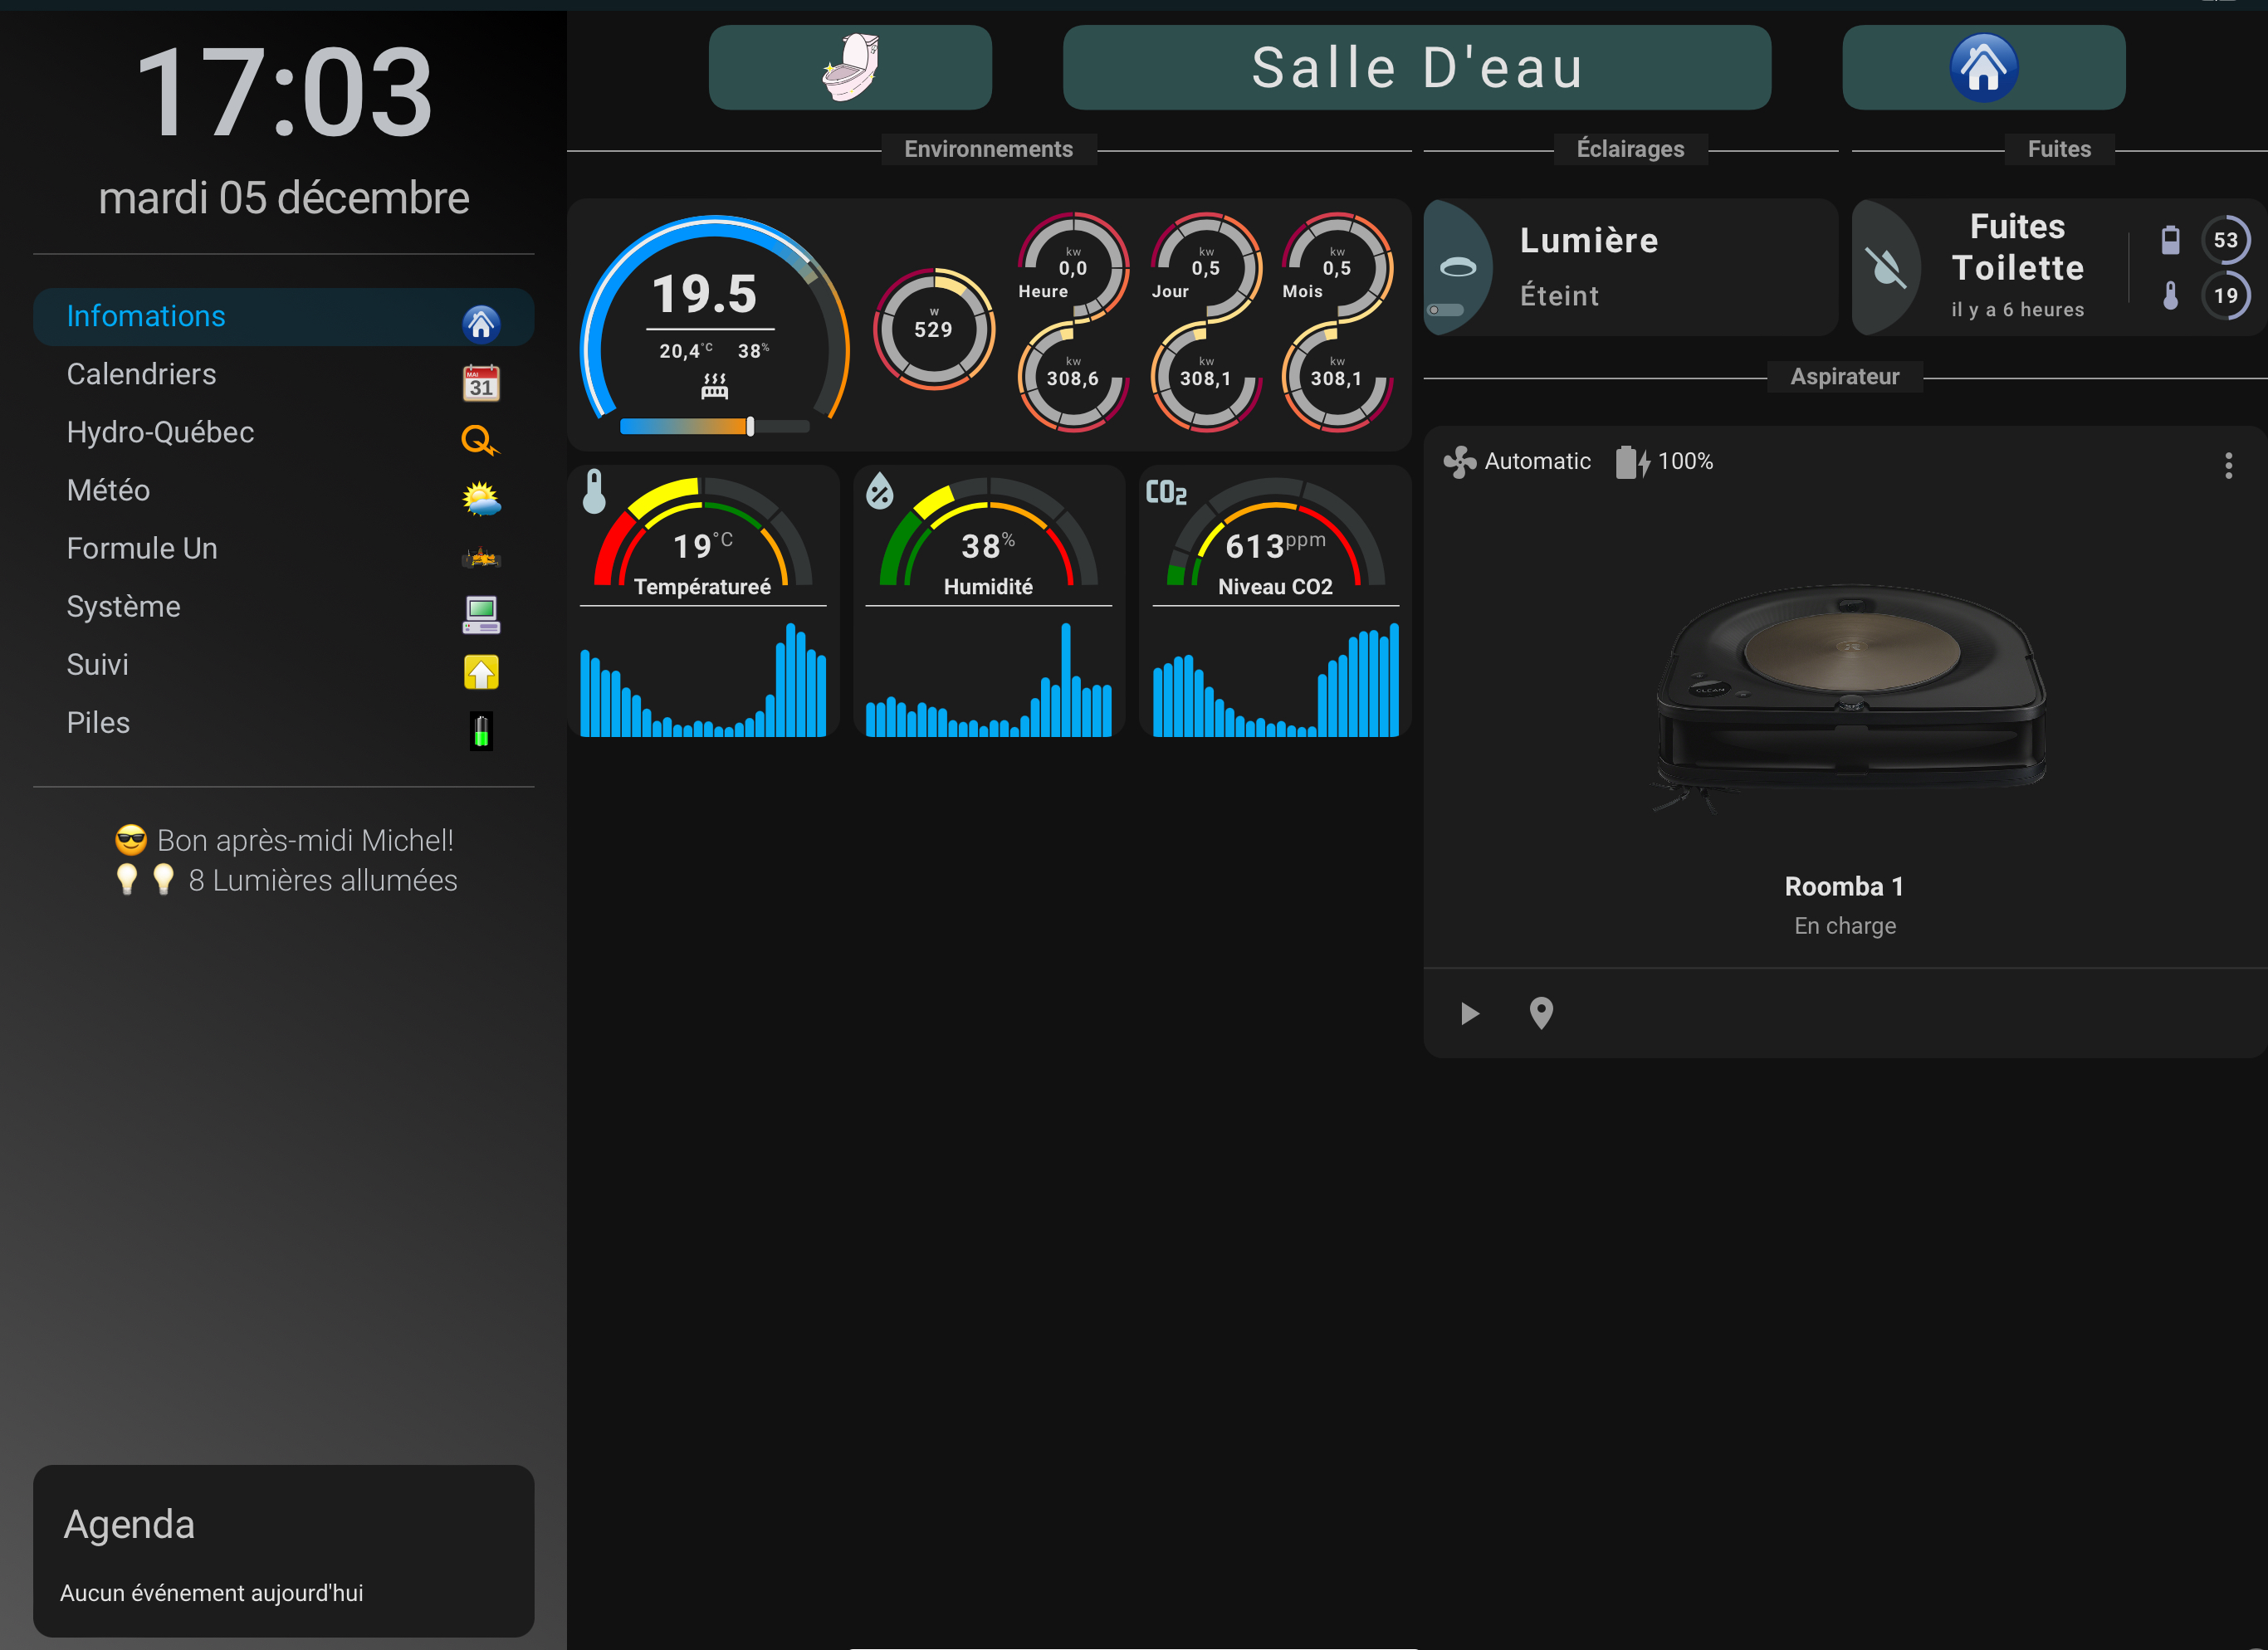 17:03
mardi 05 décembre
Infomations
Calendriers
MAI
31
Hydro-Québec
Météo
Formule Un
Système
Suivi
Piles
😎 Bon après-midi Michel!
💡 💡 8 Lumières allumées
Agenda
Aucun événement aujourd'hui
Salle D'eau
Environnements
19.5
20,4°C 38%
w
529
kw
0,0
Heure
kw
308,6
kw
0,5
Jour
kw
308,1
kw
0,5
Mois
kw
308,1
19°C
Températureé
38%
Humidité
CO2
613ppm
Niveau CO2
Éclairages
Lumière
Éteint
Fuites
Fuites
Toilette
il y a 6 heures
53
19
Aspirateur
Automatic 100%
CLEAN
Roomba 1
En charge